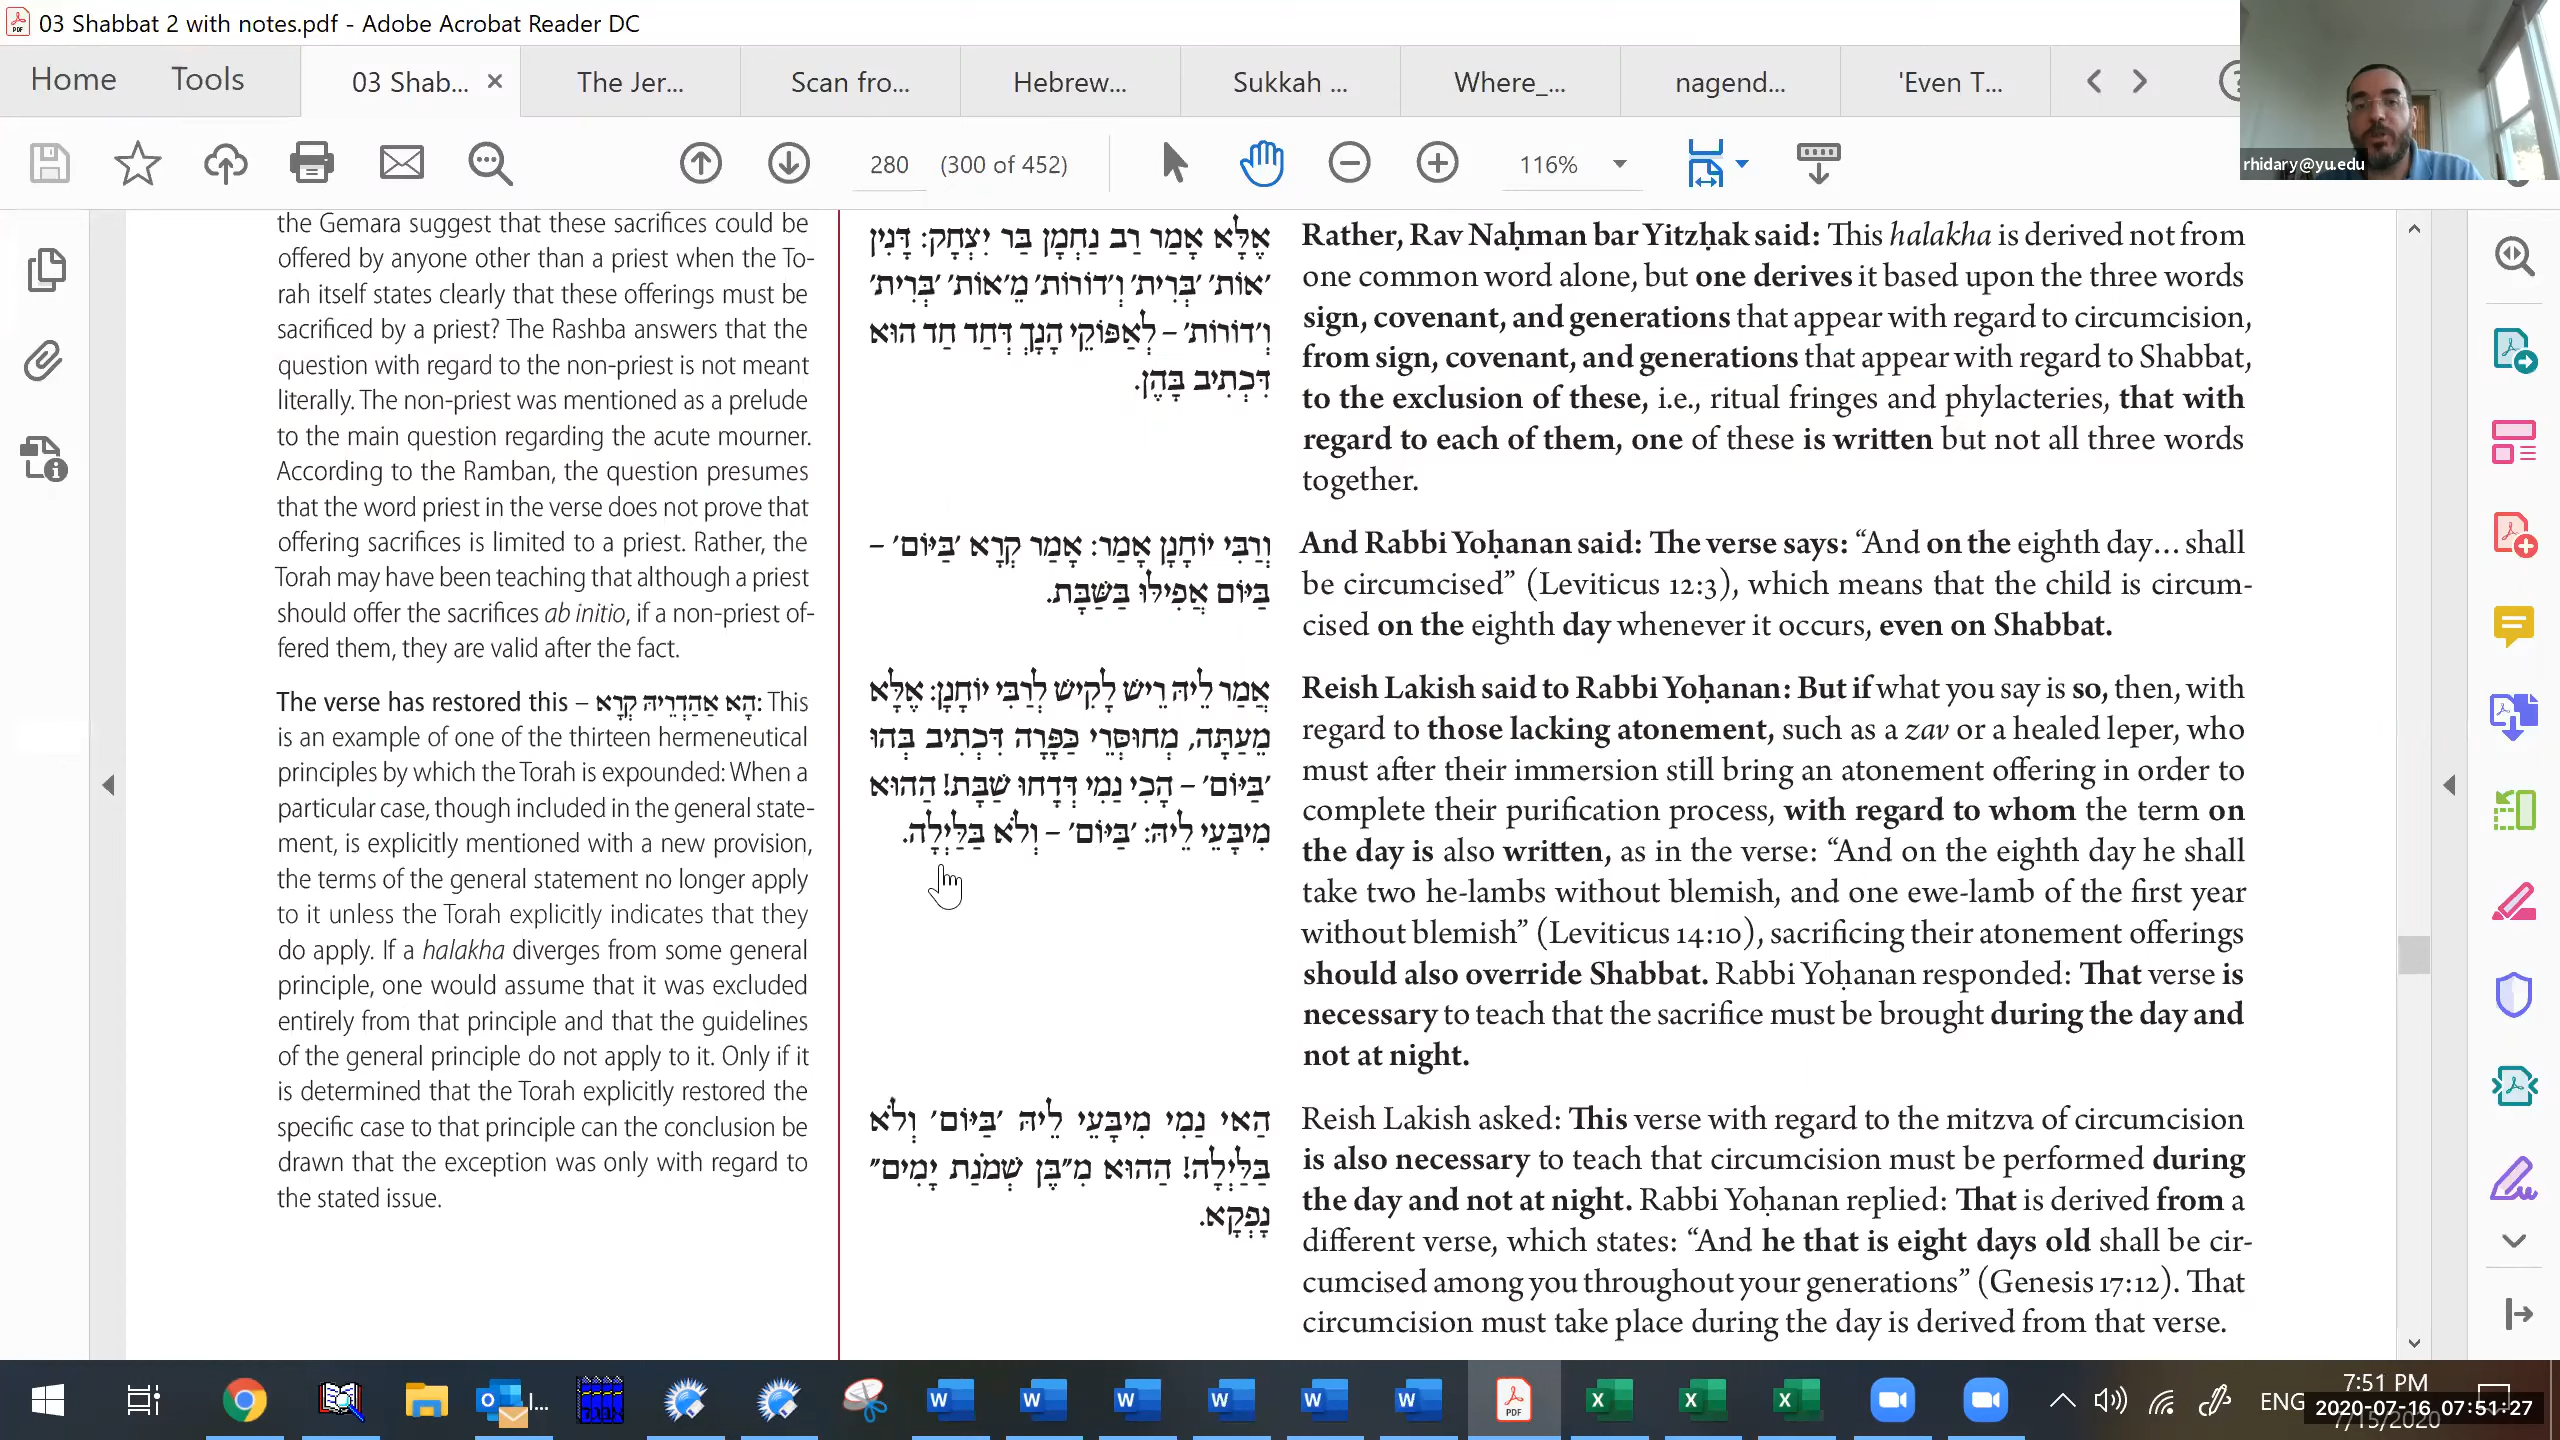 03 Shabbat 2 with notes.pdf - Adobe Acrobat Reader DC
Home
Tools
03 Shab...
The Jer...
Scan fro...
Hebrew...
Sukkah ...
Where_...
nagend...
'Even T...
280
(300 of 452)
116%
rhidary@yu.edu
the Gemara suggest that these sacrifices could be
offered by anyone other than a priest when the To-
rah itself states clearly that these offerings must be
sacrificed by a priest? The Rashba answers that the
question with regard to the non-priest is not meant
literally. The non-priest was mentioned as a prelude
to the main question regarding the acute mourner.
According to the Ramban, the question presumes
that the word priest in the verse does not prove that
offering sacrifices is limited to a priest. Rather, the
Torah may have been teaching that although a priest
should offer the sacrifices ab initio, if a non-priest of-
fered them, they are valid after the fact.
The verse has restored this – הָא אַהַדְרֵיהּ קְרָא: This
is an example of one of the thirteen hermeneutical
principles by which the Torah is expounded: When a
particular case, though included in the general state-
ment, is explicitly mentioned with a new provision,
the terms of the general statement no longer apply
to it unless the Torah explicitly indicates that they
do apply. If a halakha diverges from some general
principle, one would assume that it was excluded
entirely from that principle and that the guidelines
of the general principle do not apply to it. Only if it
is determined that the Torah explicitly restored the
specific case to that principle can the conclusion be
drawn that the exception was only with regard to
the stated issue.
אֶלָּא אָמַר רַב נַחְמָן בַּר יִצְחָק: דָּנִין
'אוֹת' 'בְּרִית' וְ'דוֹרוֹת' מֵ'אוֹת' 'בְּרִית'
וְ'דוֹרוֹת' – לְאַפּוֹקֵי הָנָךְ דְּחַד חַד הוּא
דִּכְתִיב בָּהֶן.
וְרַבִּי יוֹחָנָן אָמַר: אָמַר קְרָא 'בַּיּוֹם' –
בַּיּוֹם אֲפִילּוּ בַּשַּׁבָּת.
אֲמַר לֵיהּ רֵישׁ לָקִישׁ לְרַבִּי יוֹחָנָן: אֶלָּא
מֵעַתָּה, מְחוּסְּרֵי כַּפָּרָה דִּכְתִיב בְּהוּ
'בַּיּוֹם' – הָכִי נַמִי דְּדָחוּ שַׁבָּת! הַהוּא
מִיבָּעֵי לֵיהּ: 'בַּיּוֹם' – וְלֹא בַּלַּיְלָה.
הַאי נַמִי מִיבָּעֵי לֵיהּ 'בַּיּוֹם' וְלֹא
בַּלַּיְלָה! הַהוּא מִ"בֶּן שְׁמֹנַת יָמִים"
נָפְקָא.
Rather, Rav Naḥman bar Yitzḥak said: This halakha is derived not from
one common word alone, but one derives it based upon the three words
sign, covenant, and generations that appear with regard to circumcision,
from sign, covenant, and generations that appear with regard to Shabbat,
to the exclusion of these, i.e., ritual fringes and phylacteries, that with
regard to each of them, one of these is written but not all three words
together.
And Rabbi Yoḥanan said: The verse says: “And on the eighth day… shall
be circumcised” (Leviticus 12:3), which means that the child is circum-
cised on the eighth day whenever it occurs, even on Shabbat.
Reish Lakish said to Rabbi Yoḥanan: But if what you say is so, then, with
regard to those lacking atonement, such as a zav or a healed leper, who
must after their immersion still bring an atonement offering in order to
complete their purification process, with regard to whom the term on
the day is also written, as in the verse: “And on the eighth day he shall
take two he-lambs without blemish, and one ewe-lamb of the first year
without blemish” (Leviticus 14:10), sacrificing their atonement offerings
should also override Shabbat. Rabbi Yoḥanan responded: That verse is
necessary to teach that the sacrifice must be brought during the day and
not at night.
Reish Lakish asked: This verse with regard to the mitzva of circumcision
is also necessary to teach that circumcision must be performed during
the day and not at night. Rabbi Yoḥanan replied: That is derived from a
different verse, which states: “And he that is eight days old shall be cir-
cumcised among you throughout your generations” (Genesis 17:12). That
circumcision must take place during the day is derived from that verse.
ENG
7:51 PM
2020-07-16 07:51:27
7/15/2020